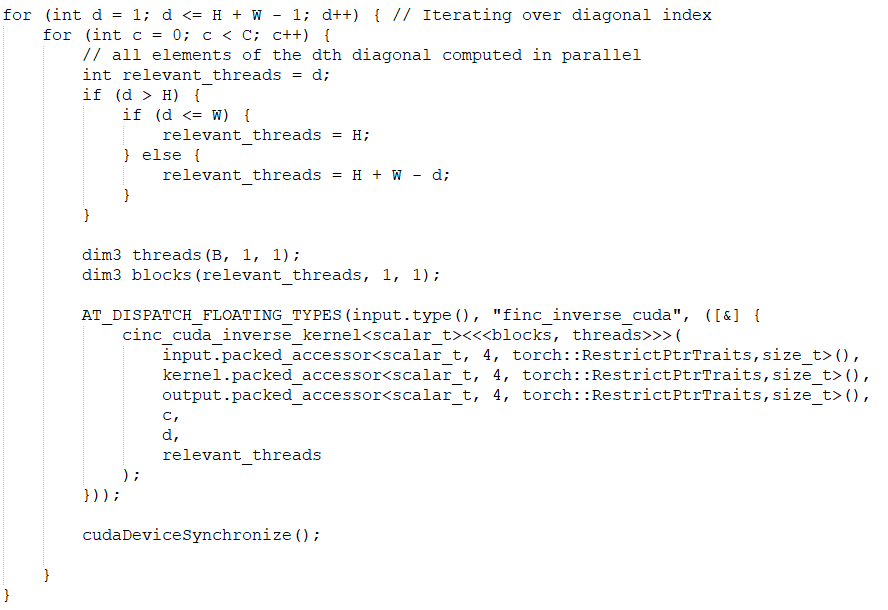 for (int d = 1; d <= H + W - 1; d++) { // Iterating over diagonal index
    for (int c = 0; c < C; c++) {
        // all elements of the dth diagonal computed in parallel
        int relevant_threads = d;
        if (d > H) {
            if (d <= W) {
                relevant_threads = H;
            } else {
                relevant_threads = H + W - d;
            }
        }

        dim3 threads(B, 1, 1);
        dim3 blocks(relevant_threads, 1, 1);

        AT_DISPATCH_FLOATING_TYPES(input.type(), "finc_inverse_cuda", ([&] {
            cinc_cuda_inverse_kernel<scalar_t><<<blocks, threads>>>(
                input.packed_accessor<scalar_t, 4, torch::RestrictPtrTraits,size_t>(),
                kernel.packed_accessor<scalar_t, 4, torch::RestrictPtrTraits,size_t>(),
                output.packed_accessor<scalar_t, 4, torch::RestrictPtrTraits,size_t>(),
                c,
                d,
                relevant_threads
            );
        }));

        cudaDeviceSynchronize();

    }
}